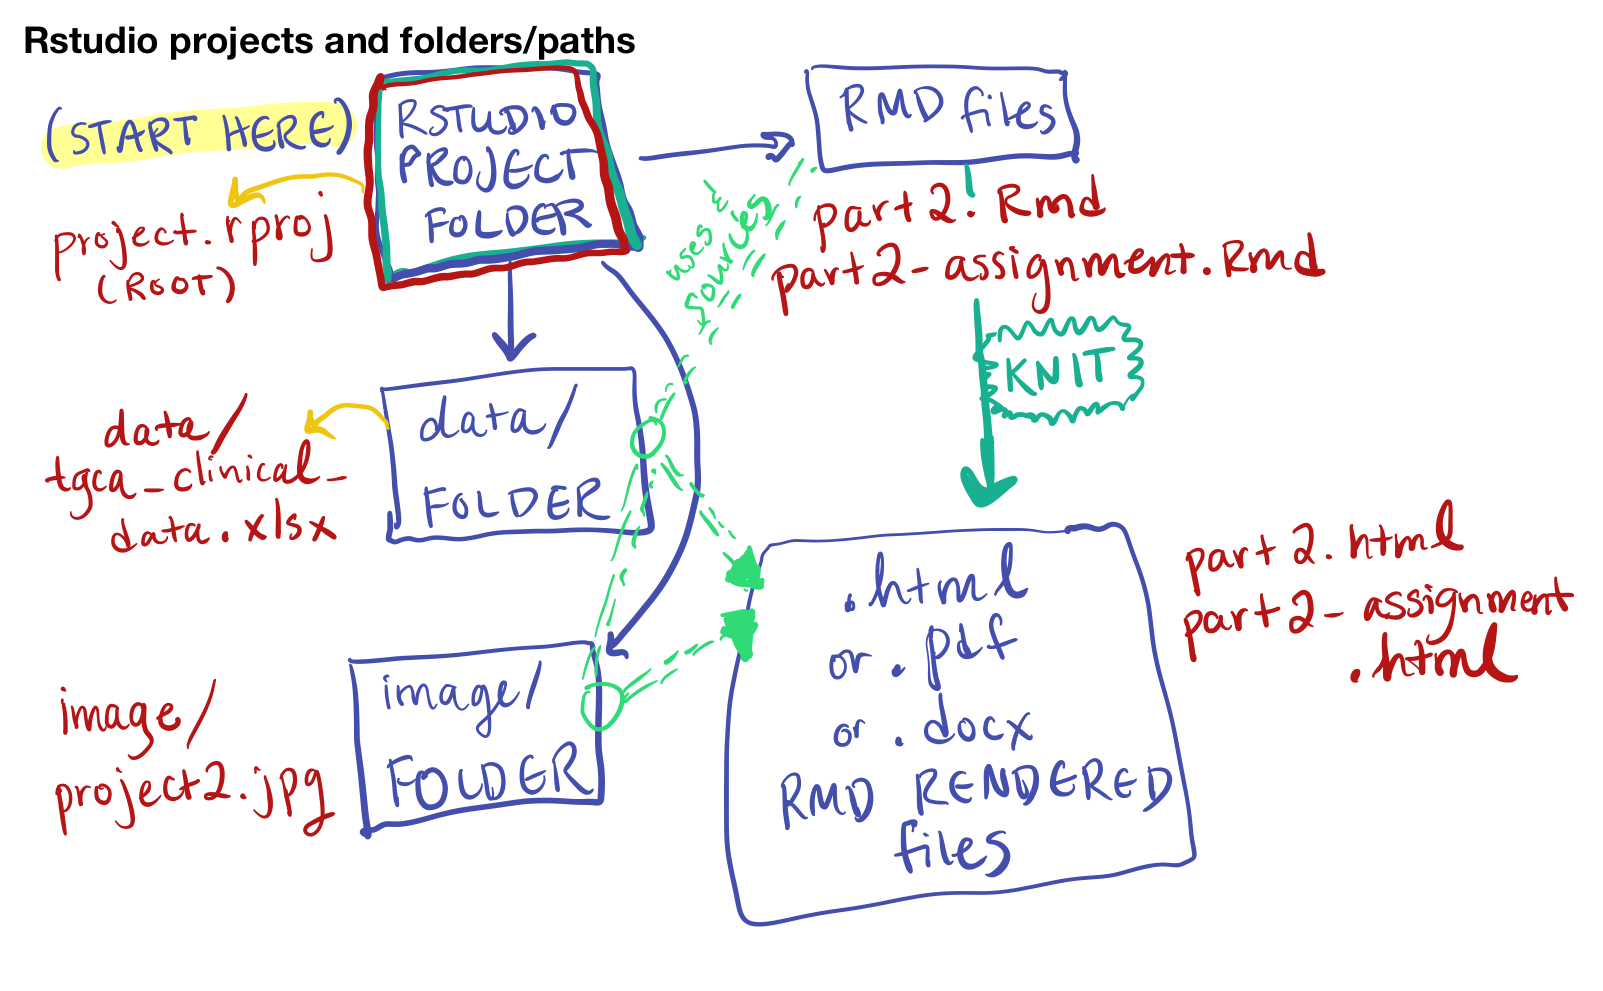 Rstudio projects and folders/paths
(START HERE)
RSTUDIO
PROJECT
FOLDER
project.rproj
(ROOT)
RMD files
part2.Rmd
part2-assignment.Rmd
uses
&
sources
KNIT
data/
FOLDER
data/
tgca_clinical_
data.xlsx
image/
FOLDER
image/
project2.jpg
.html
or .pdf
or .docx
RMD RENDERED
files
part2.html
part2-assignment
.html